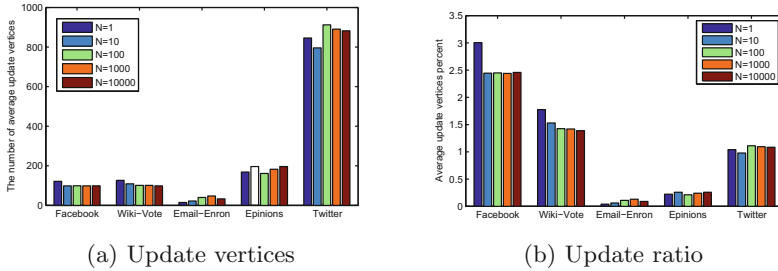 The number of average update vertices
1000
800
600
400
200
0
N=1
N=10
N=100
N=1000
N=10000
Facebook Wiki−Vote Email−Enron Epinions Twitter
(a) Update vertices
Average update vertices percent
3.5
3
2.5
2
1.5
1
0.5
0
N=1
N=10
N=100
N=1000
N=10000
Facebook Wiki−Vote Email−Enron Epinions Twitter
(b) Update ratio